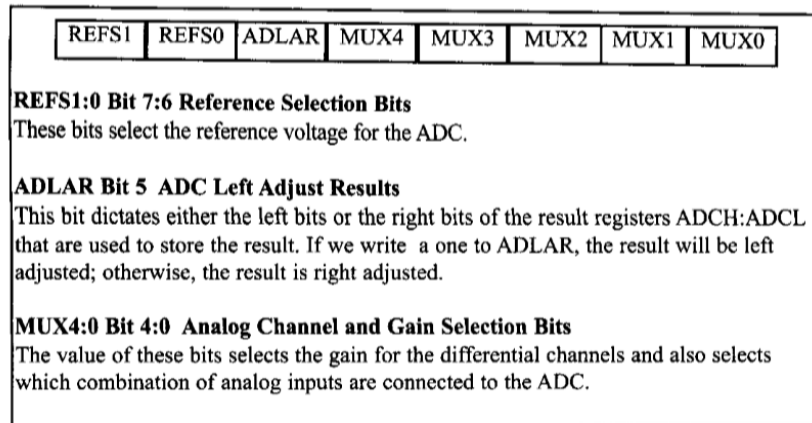 REFS1 REFS0 ADLAR MUX4 MUX3 MUX2 MUX1 MUX0
REFS1:0 Bit 7:6 Reference Selection Bits
These bits select the reference voltage for the ADC.
ADLAR Bit 5 ADC Left Adjust Results
This bit dictates either the left bits or the right bits of the result registers ADCH:ADCL
that are used to store the result. If we write a one to ADLAR, the result will be left
adjusted; otherwise, the result is right adjusted.
MUX4:0 Bit 4:0 Analog Channel and Gain Selection Bits
The value of these bits selects the gain for the differential channels and also selects
which combination of analog inputs are connected to the ADC.